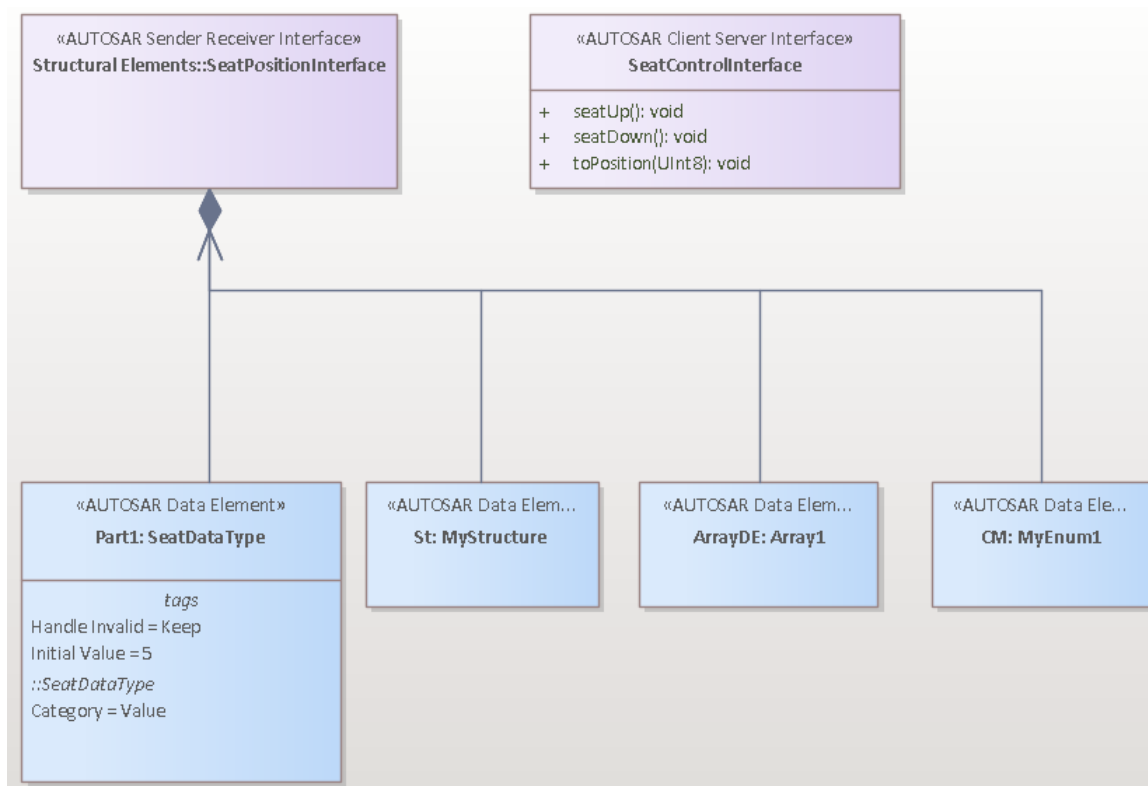 «AUTOSAR Sender Receiver Interface»
Structural Elements::SeatPositionInterface
«AUTOSAR Client Server Interface»
SeatControlInterface
+ seatUp(): void
+ seatDown(): void
+ toPosition(UInt8): void
«AUTOSAR Data Element»
Part1: SeatDataType
tags
Handle Invalid = Keep
Initial Value = 5
::SeatDataType
Category = Value
«AUTOSAR Data Elem...
St: MyStructure
«AUTOSAR Data Elem...
ArrayDE: Array1
«AUTOSAR Data Ele...
CM: MyEnum1